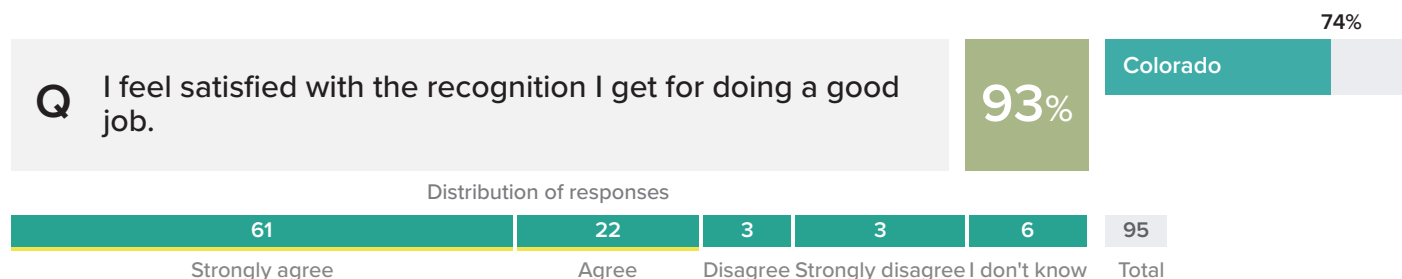 74%
Q I feel satisfied with the recognition I get for doing a good
job.
93%
Colorado
Distribution of responses
61 22 3 3 6 95
Strongly agree Agree Disagree Strongly disagree I don't know Total